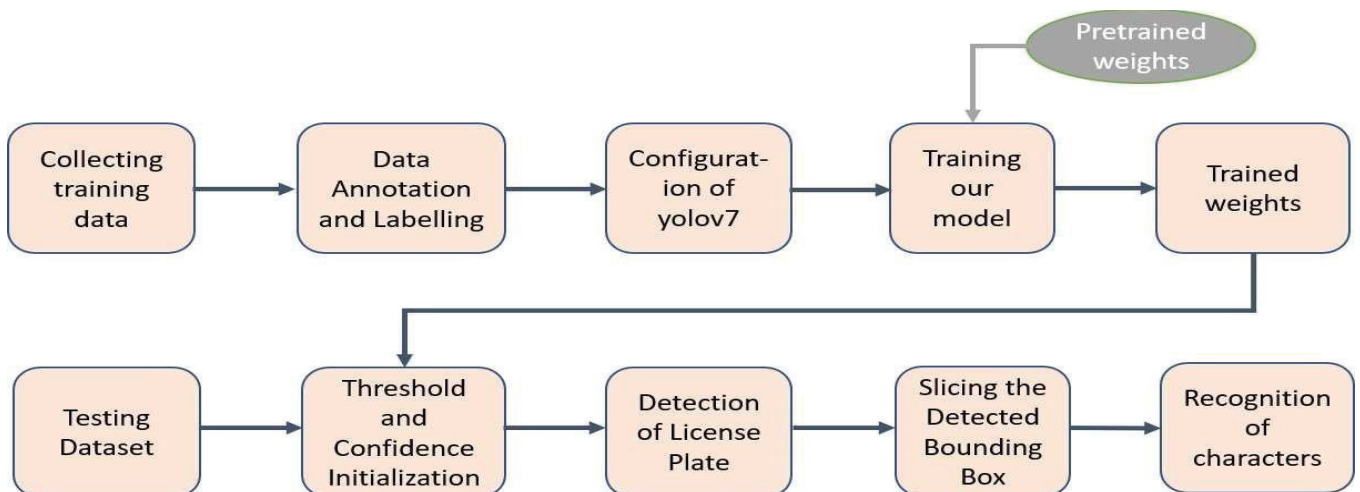 Pretrained
weights
Collecting
training
data
Data
Annotation
and Labelling
Configurat-
ion of
yolov7
Training
our
model
Trained
weights
Testing
Dataset
Threshold
and
Confidence
Initialization
Detection
of License
Plate
Slicing the
Detected
Bounding
Box
Recognition
of
characters